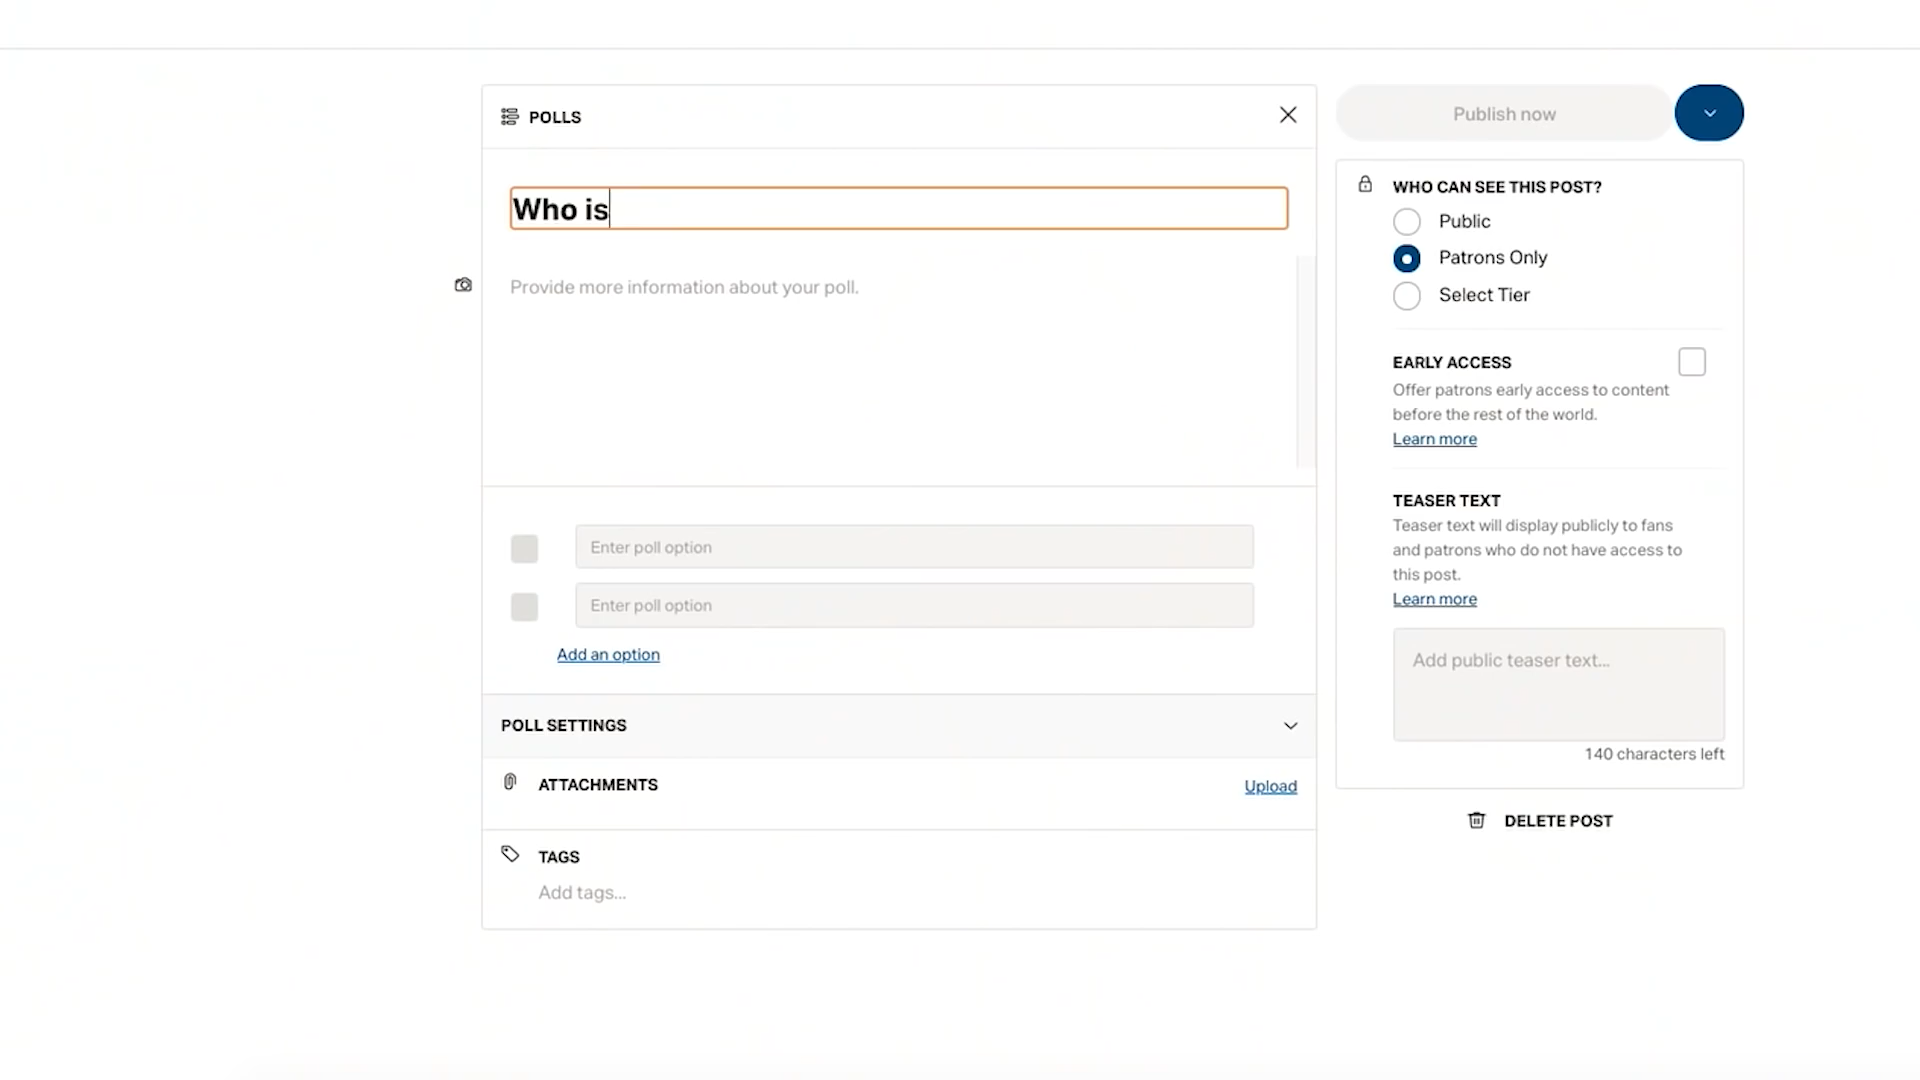 POLLS
Who is
Provide more information about your poll.
Enter poll option
Enter poll option
Add an option
POLL SETTINGS
ATTACHMENTS
Upload
TAGS
Add tags...
Publish now
WHO CAN SEE THIS POST?
Public
Patrons Only
Select Tier
EARLY ACCESS
Offer patrons early access to content
before the rest of the world.
Learn more
TEASER TEXT
Teaser text will display publicly to fans
and patrons who do not have access to
this post.
Learn more
Add public teaser text...
140 characters left
DELETE POST